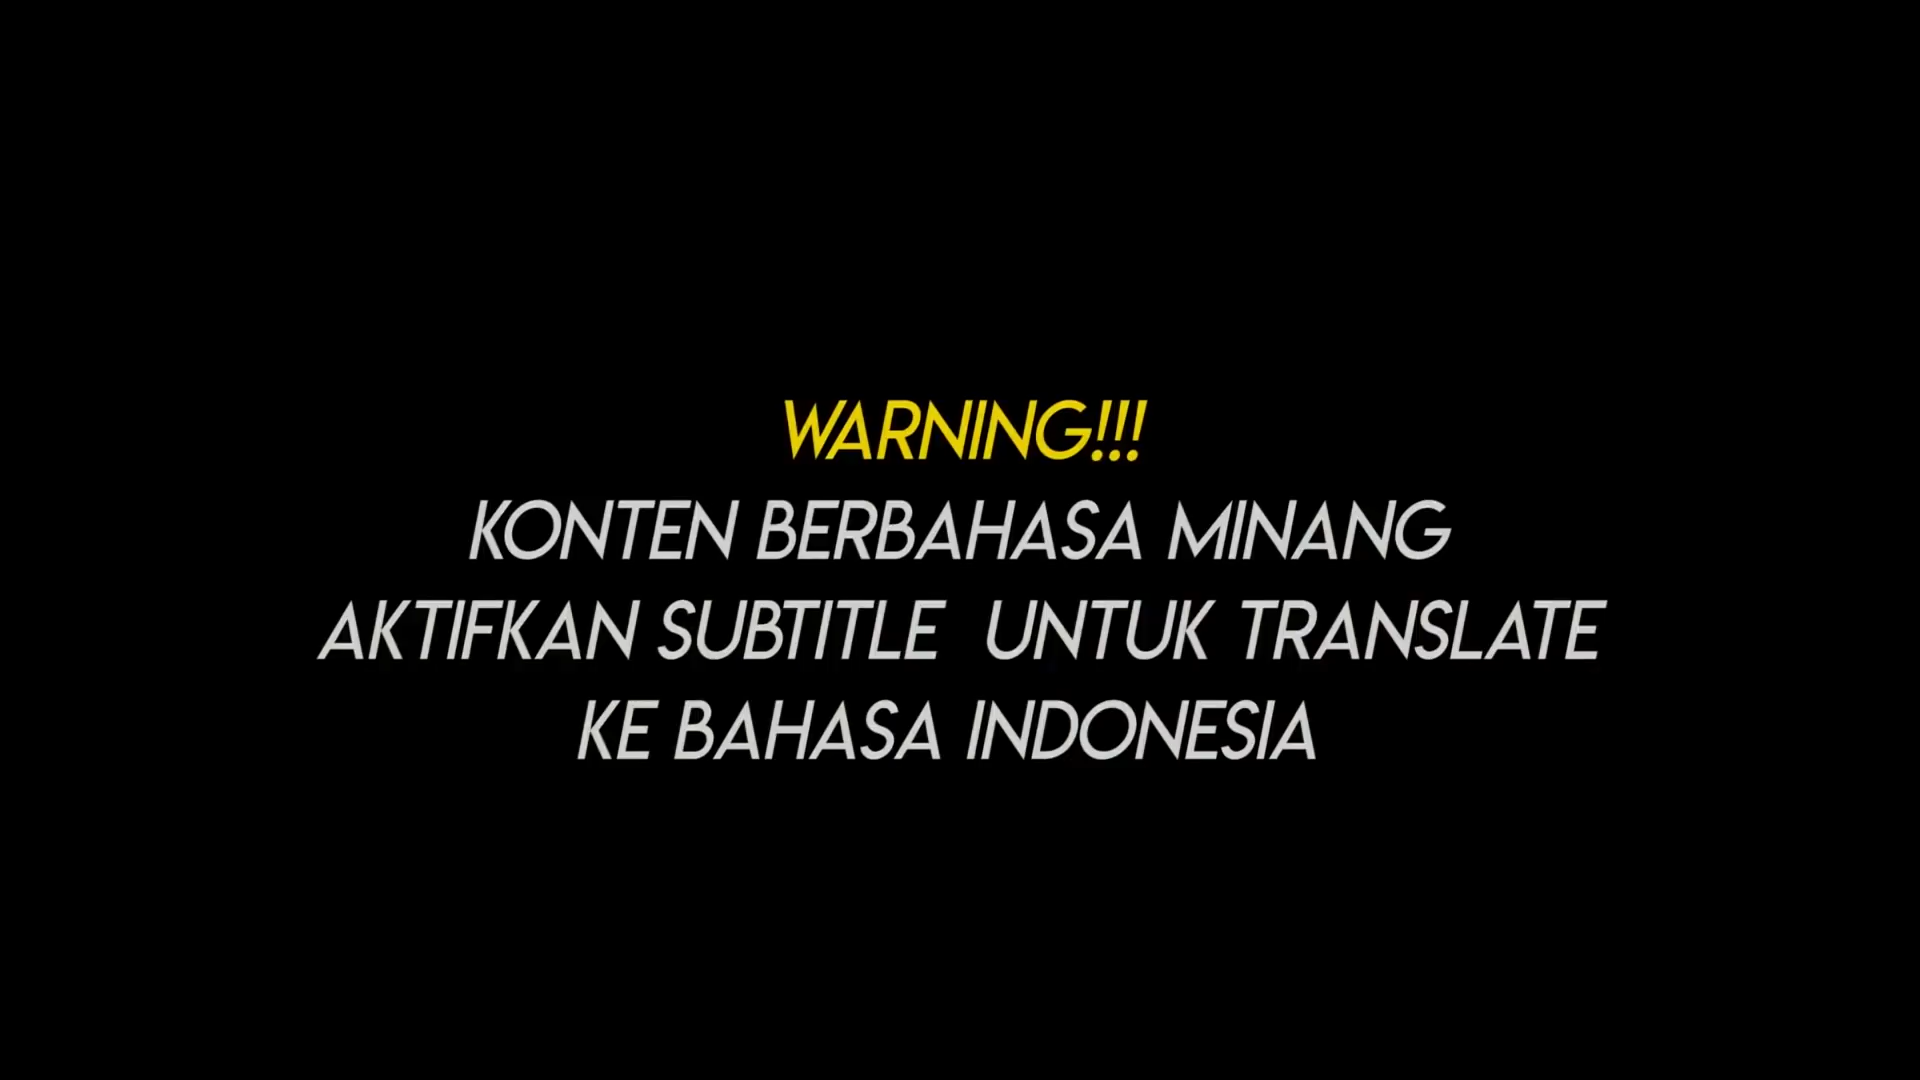 WARNING!!!
KONTEN BERBAHASA MINANG
AKTIFKAN SUBTITLE UNTUK TRANSLATE
KE BAHASA INDONESIA